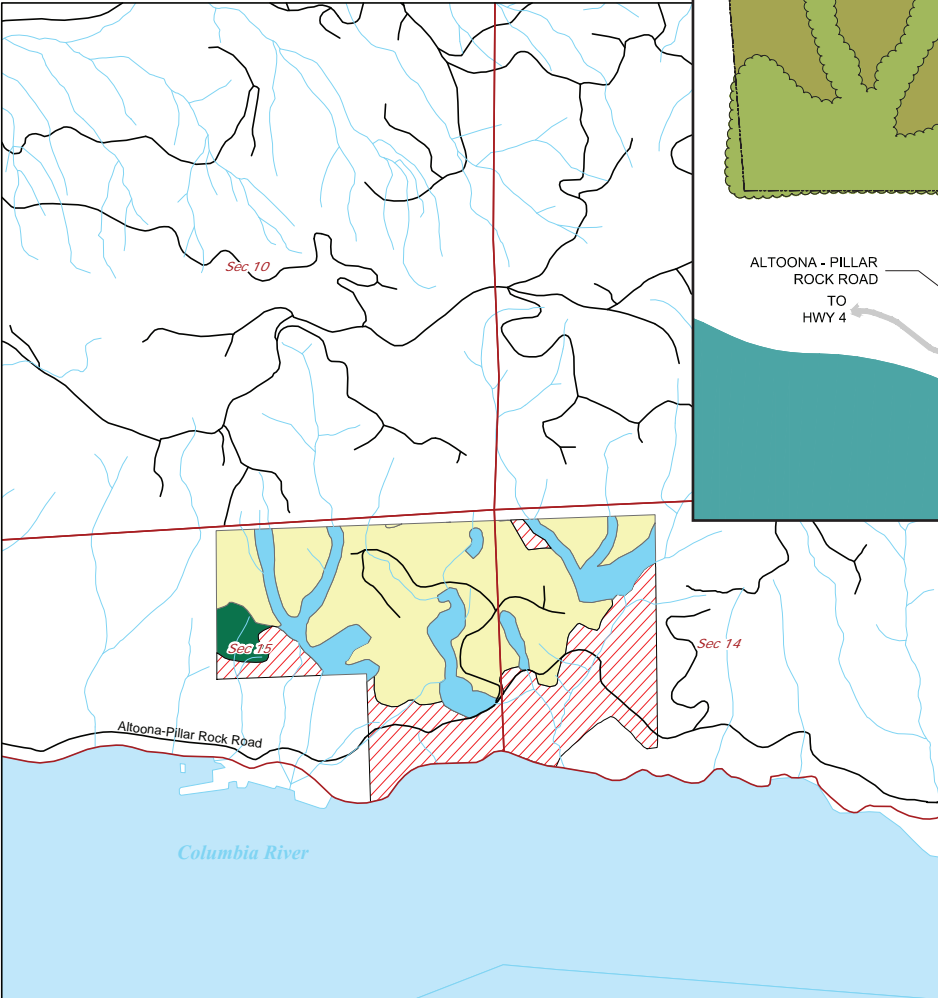 Sec 10
ALTOONA - PILLAR
ROCK ROAD
TO
HWY 4
Sec 15
Sec 14
Altoona-Pillar Rock Road
Columbia River